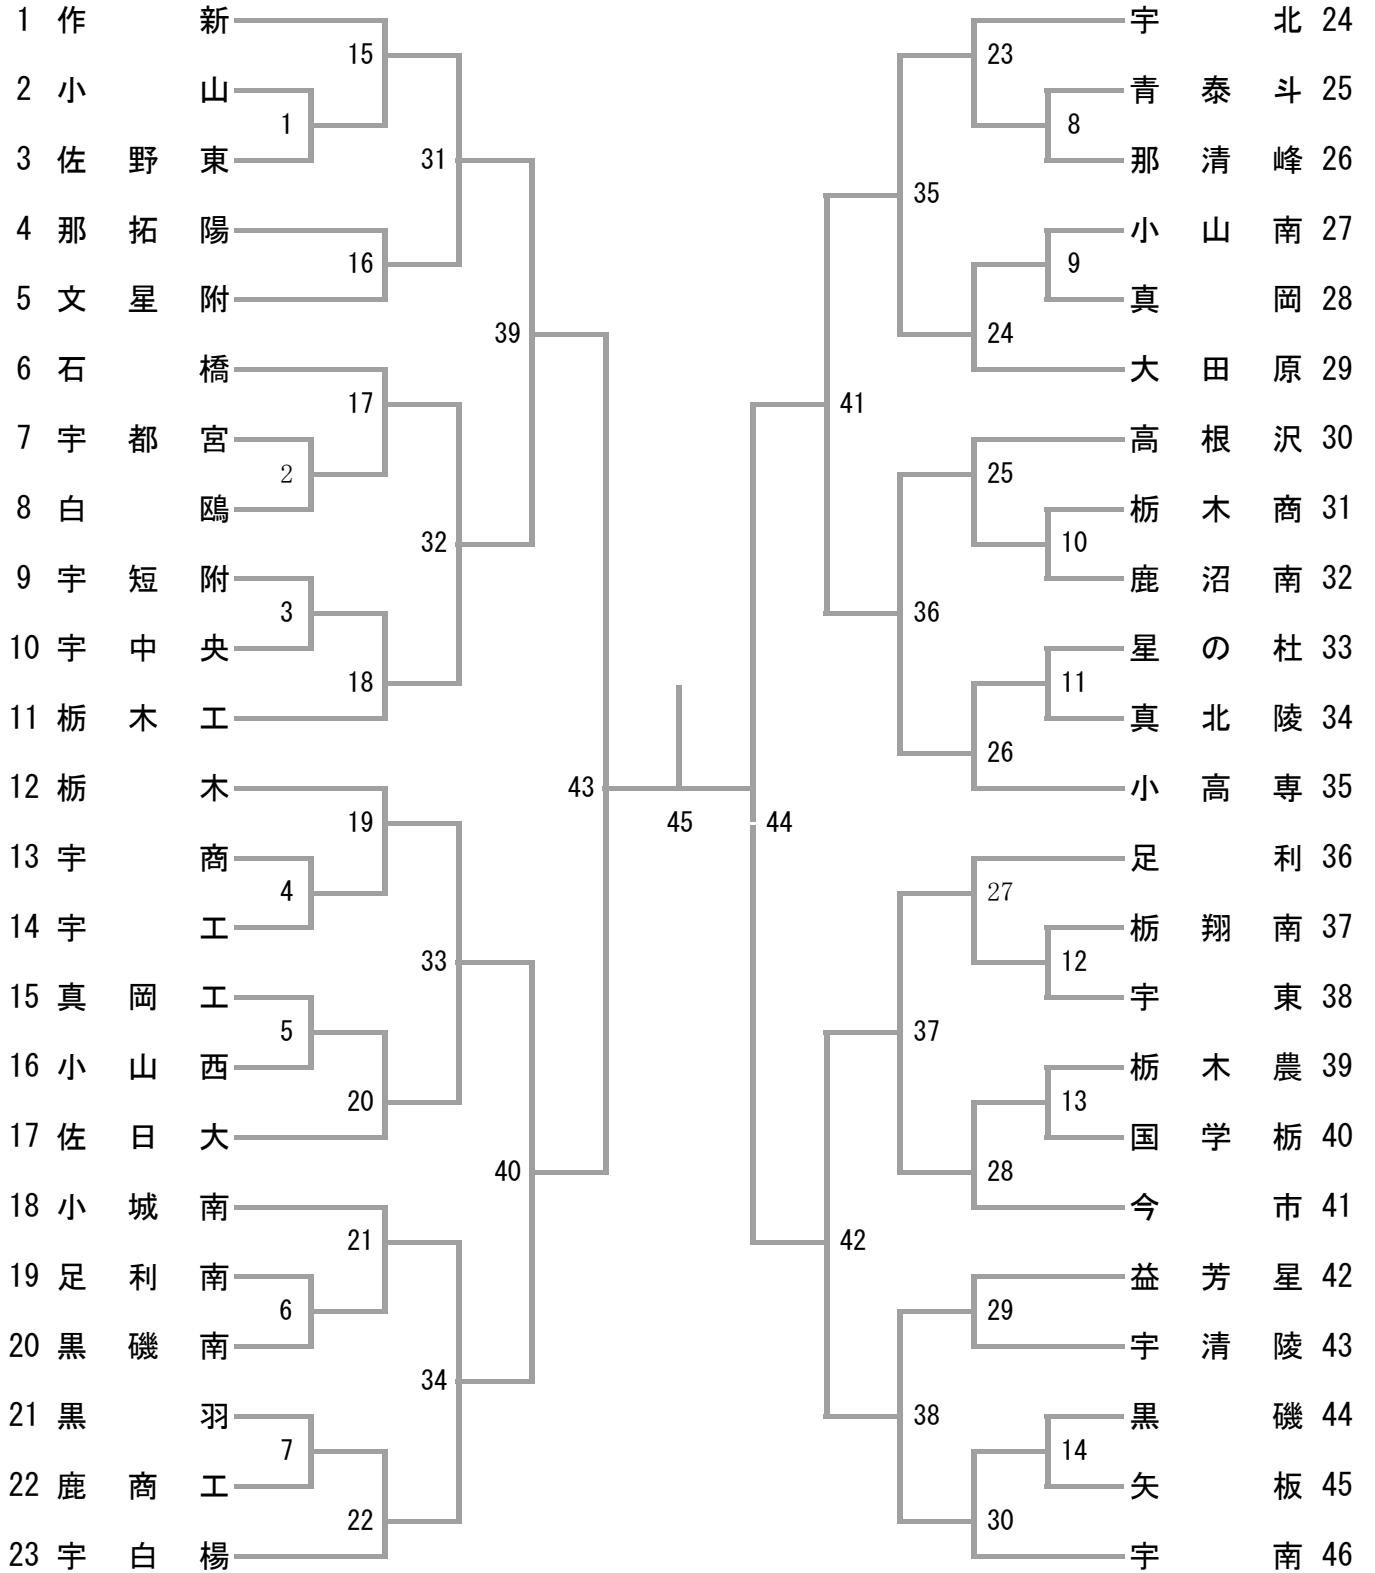 1 作新
2 小山
3 佐野東
4 那拓陽
5 文星附
6 石橋
7 宇都宮
8 白鴎
9 宇短附
10 宇中央
11 栃木工
12 栃木
13 宇商
14 宇工
15 真岡工
16 小山西
17 佐日大
18 小城南
19 足利南
20 黒磯南
21 黒羽
22 鹿商工
23 宇白楊
1
2
3
4
5
6
7
15
16
17
18
19
20
21
22
31
32
33
34
39
40
43
45
44
41
42
35
36
37
38
23
24
25
26
27
28
29
30
8
9
10
11
12
13
14
宇北 24
青泰斗 25
那清峰 26
小山南 27
真岡 28
大田原 29
高根沢 30
栃木商 31
鹿沼南 32
星の杜 33
真北陵 34
小高専 35
足利 36
栃翔南 37
宇東 38
栃木農 39
国学栃 40
今市 41
益芳星 42
宇清陵 43
黒磯 44
矢板 45
宇南 46